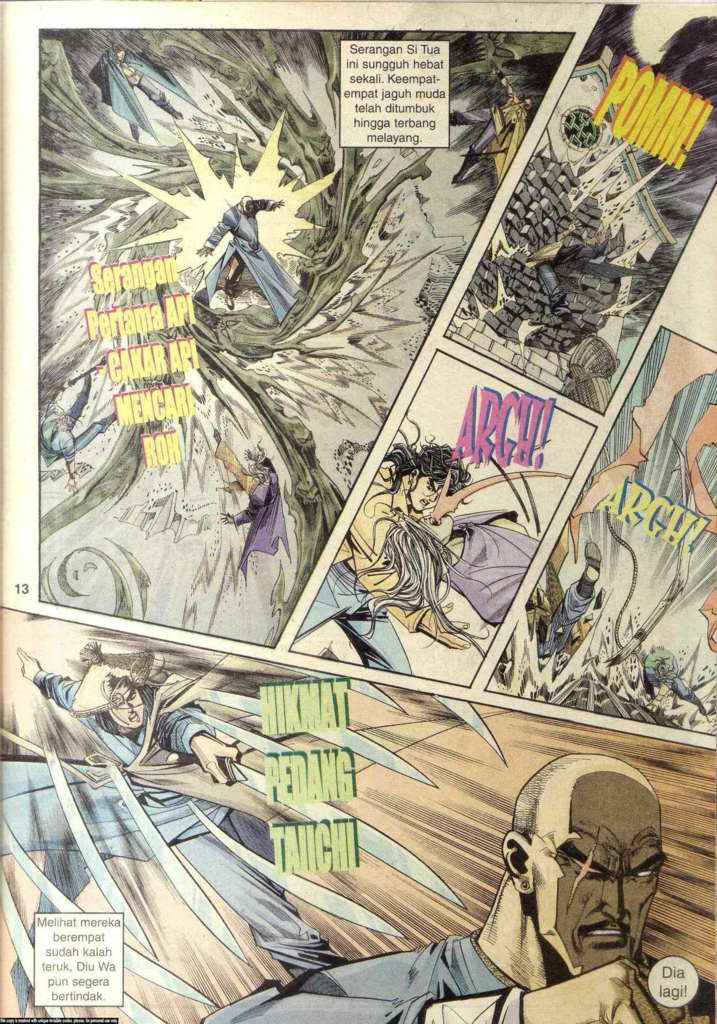 Serangan Si Tua
ini sungguh hebat
sekali. Keempat-
empat jaguh muda
telah ditumbuk
hingga terbang
melayang.
POMM!
Serangan
Pertama API
- CAKAR API
MENCARI
ROH
ARGH!
ARGH!
13
HIKMAT
PEDANG
TAIICHI
Melihat mereka
berempat
sudah kalah
teruk, Diu Wa
pun segera
bertindak.
Dia
lagi!